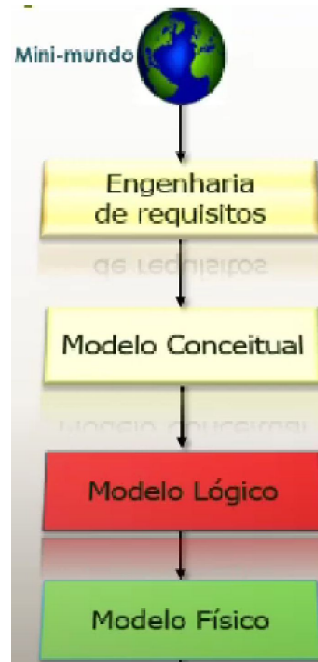 Mini-mundo
Engenharia
de requisitos
Modelo Conceitual
Modelo Lógico
Modelo Físico